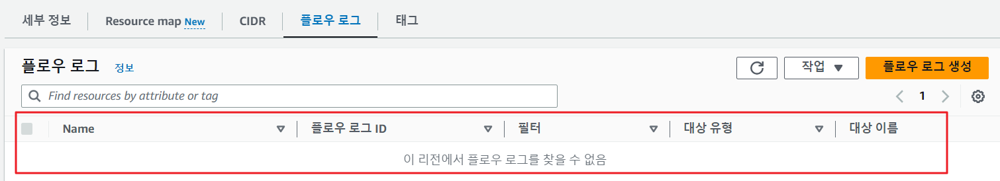 세부 정보 Resource map New CIDR 플로우 로그 태그
플로우 로그 정보 작업 플로우 로그 생성
Find resources by attribute or tag 1
Name 플로우 로그 ID 필터 대상 유형 대상 이름
이 리전에서 플로우 로그를 찾을 수 없음